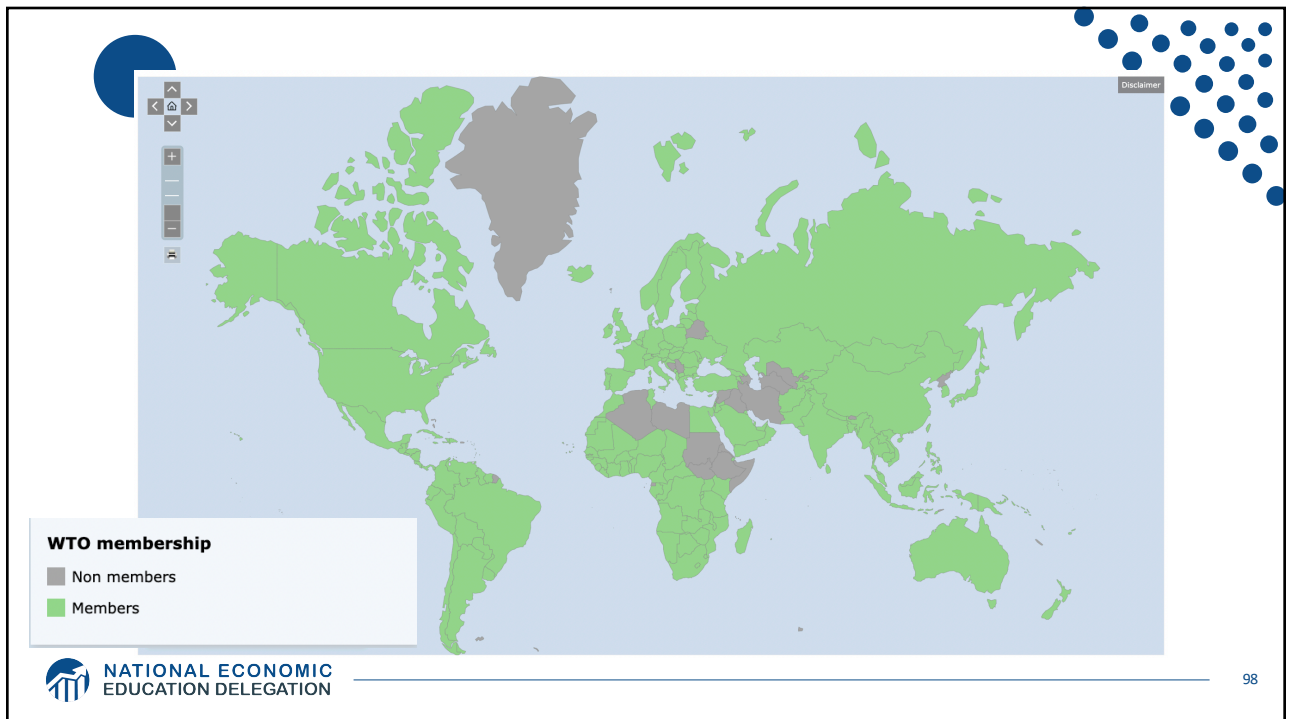 Disclaimer
WTO membership
Non members
Members
NATIONAL ECONOMIC
EDUCATION DELEGATION
98